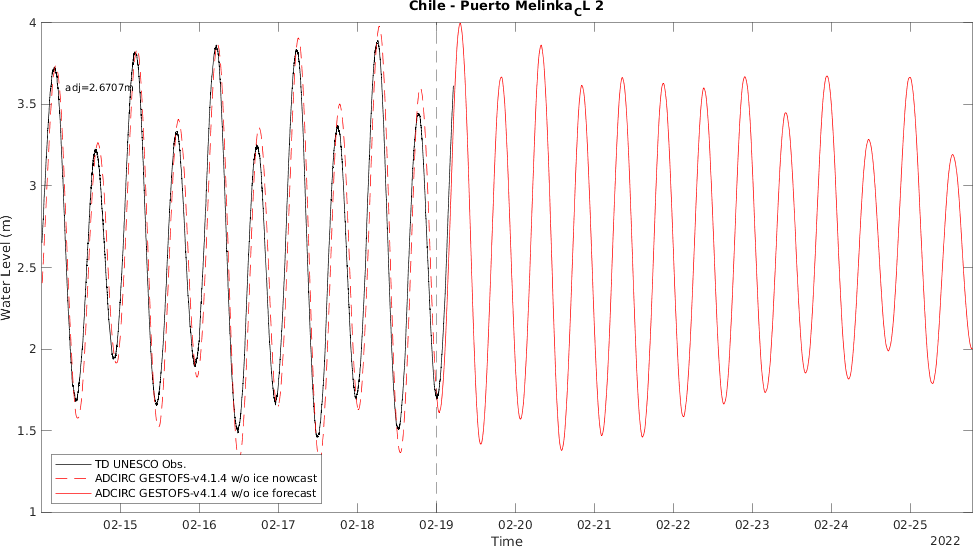 Chile - Puerto Melinka_CL 2
4
adj=2.6707m
3.5
3
2.5
2
1.5
1
Water Level (m)
TD UNESCO Obs.
ADCIRC GESTOFS-v4.1.4 w/o ice nowcast
ADCIRC GESTOFS-v4.1.4 w/o ice forecast
02-15 02-16 02-17 02-18 02-19 02-20 02-21 02-22 02-23 02-24 02-25
Time
2022